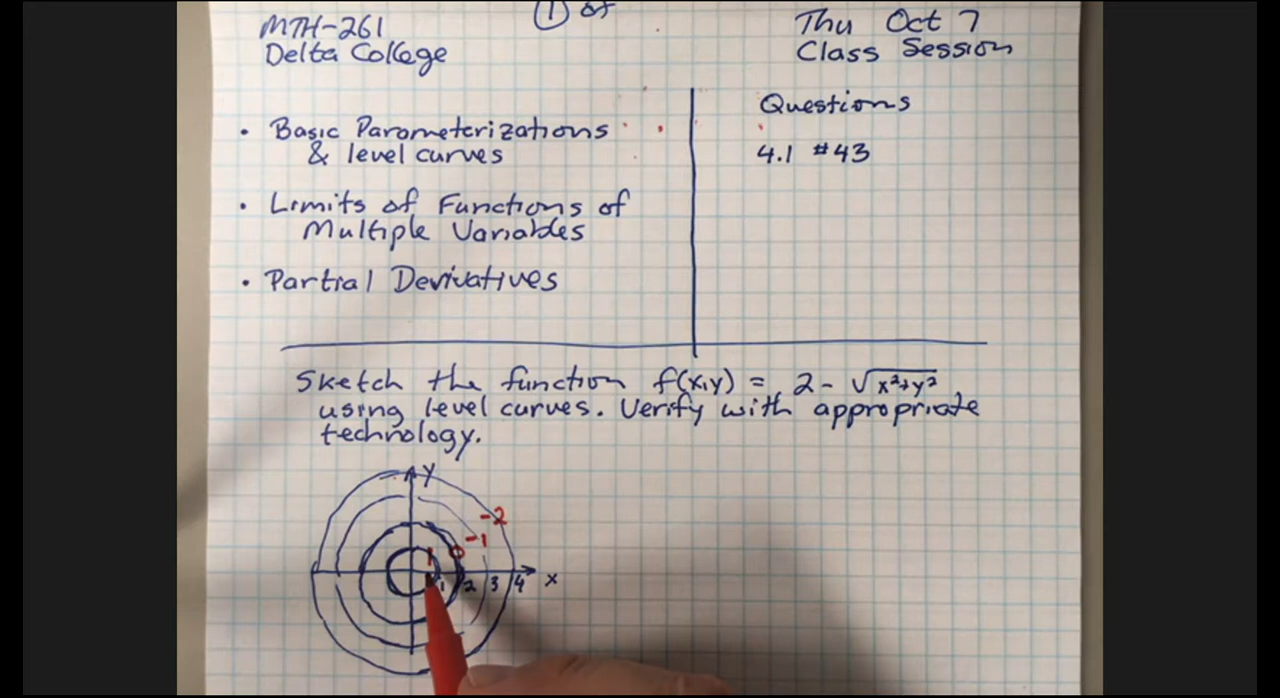 MTH-261
Delta College
① of
Thu Oct 7
Class Session
• Basic Parameterizations
& level curves
• Limits of Functions of
Multiple Variables
• Partial Derivatives
Questions
4.1 #43
Sketch the function f(x,y) = 2 - √(x²+y²)
using level curves. Verify with appropriate
technology.
y
-2
-1
0
1
1 2 3 4 x